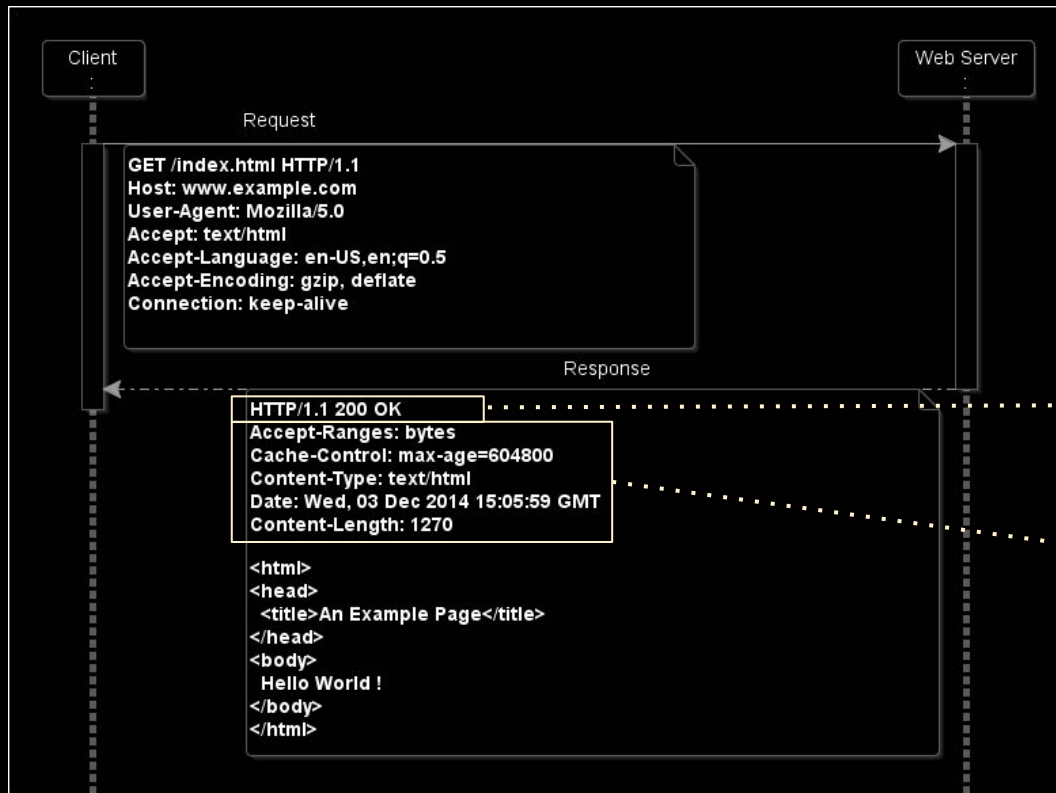 Client
:
Web Server
:
Request
GET /index.html HTTP/1.1
Host: www.example.com
User-Agent: Mozilla/5.0
Accept: text/html
Accept-Language: en-US,en;q=0.5
Accept-Encoding: gzip, deflate
Connection: keep-alive
Response
HTTP/1.1 200 OK
Accept-Ranges: bytes
Cache-Control: max-age=604800
Content-Type: text/html
Date: Wed, 03 Dec 2014 15:05:59 GMT
Content-Length: 1270
<html>
<head>
<title>An Example Page</title>
</head>
<body>
Hello World !
</body>
</html>